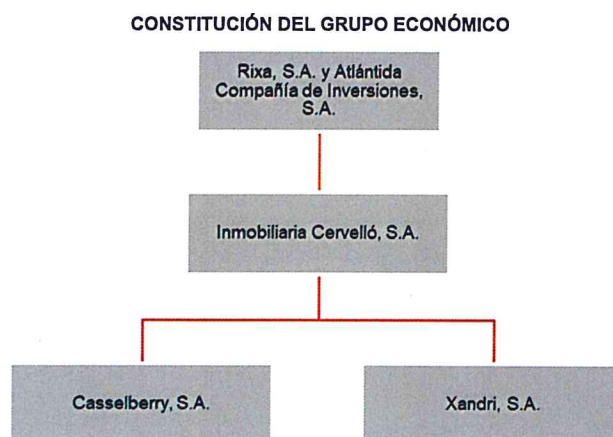 CONSTITUCIÓN DEL GRUPO ECONÓMICO
Rixa, S.A. y Atlántida
Compañía de Inversiones,
S.A.
Inmobiliaria Cervelló, S.A.
Casselberry, S.A.
Xandri, S.A.